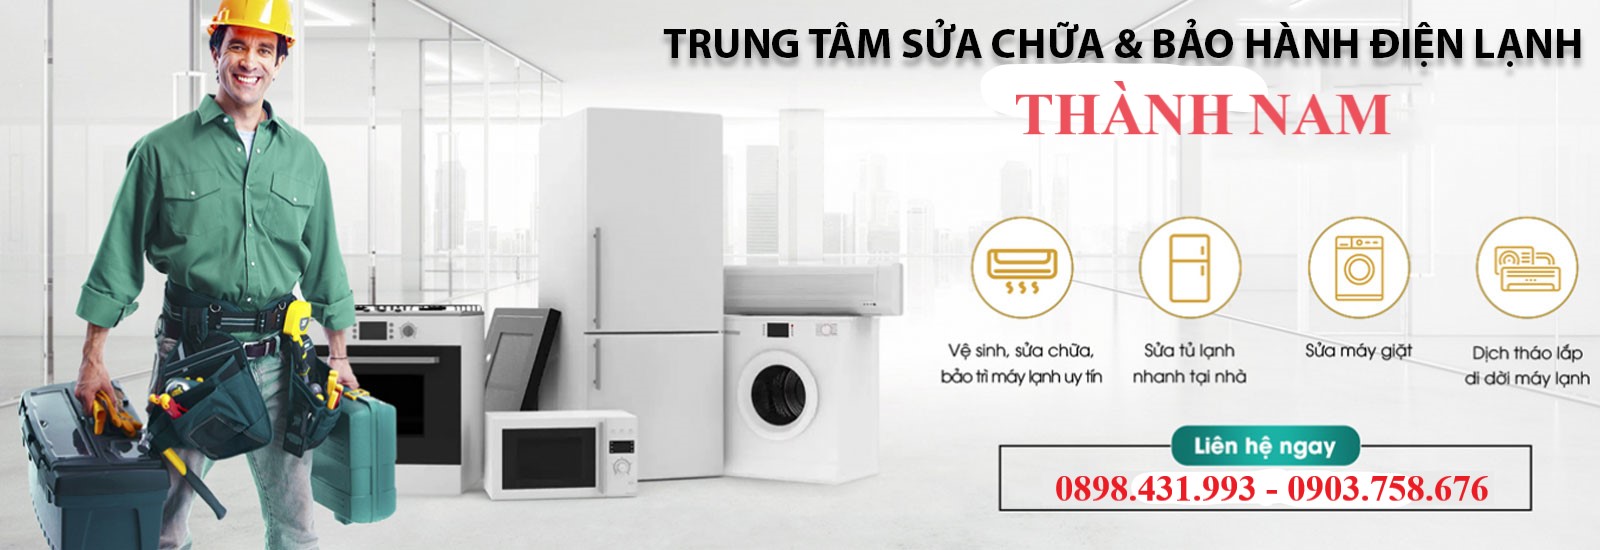 TRUNG TÂM SỬA CHỮA & BẢO HÀNH ĐIỆN LẠNH
THÀNH NAM
Vệ sinh, sửa chữa,
bảo trì máy lạnh uy tín
Sửa tủ lạnh
nhanh tại nhà
Sửa máy giặt
Dịch tháo lắp
di dời máy lạnh
Liên hệ ngay
0898.431.993 - 0903.758.676